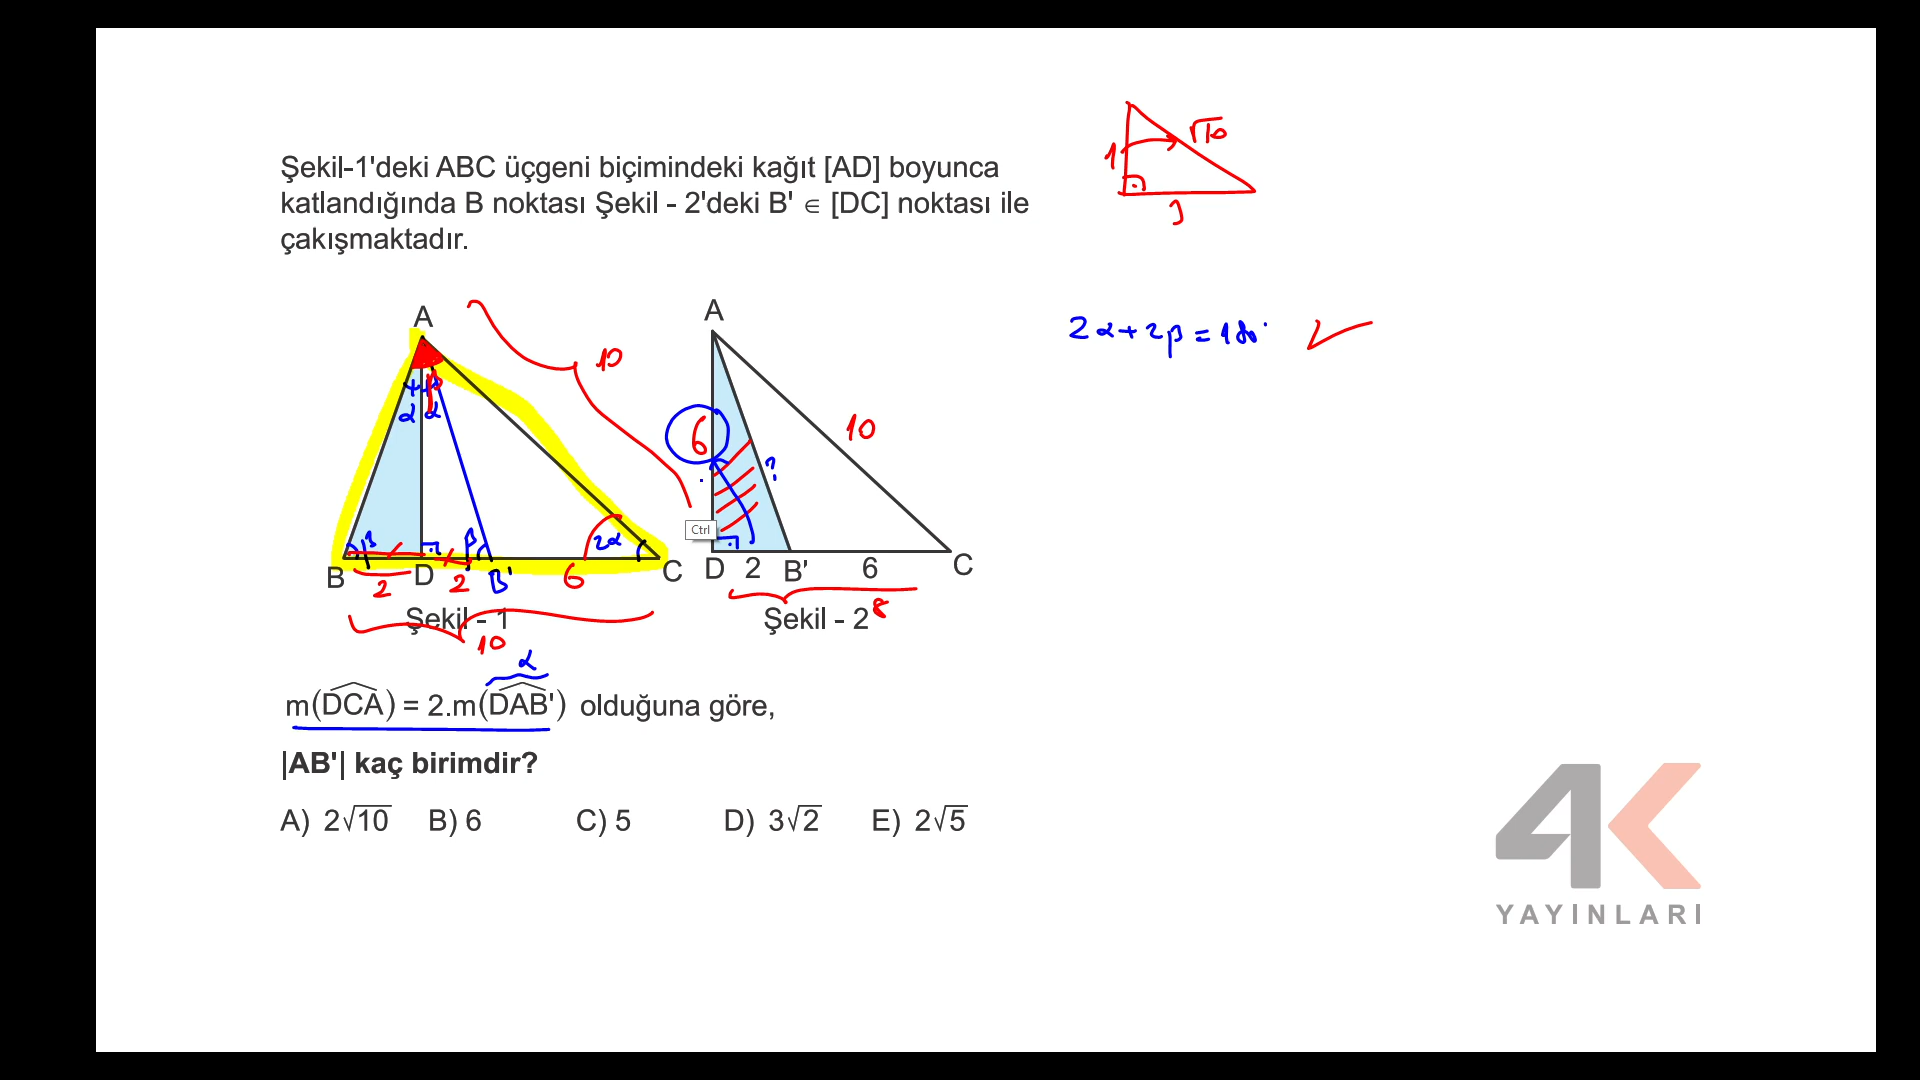 Şekil-1'deki ABC üçgeni biçimindeki kağıt [AD] boyunca
katlandığında B noktası Şekil - 2'deki B' ∈ [DC] noktası ile
çakışmaktadır.
1 √10
3
2α + 2β = 180°
A
α α
β β 2α
B D B' C
2 2 6
10
10
Şekil - 1
A
6 ? 10
Ctrl
D 2 B' 6 C
8
Şekil - 2
α
m(DCA) = 2.m(DAB') olduğuna göre,
|AB'| kaç birimdir?
A) 2√10 B) 6 C) 5 D) 3√2 E) 2√5
4K
YAYINLARI